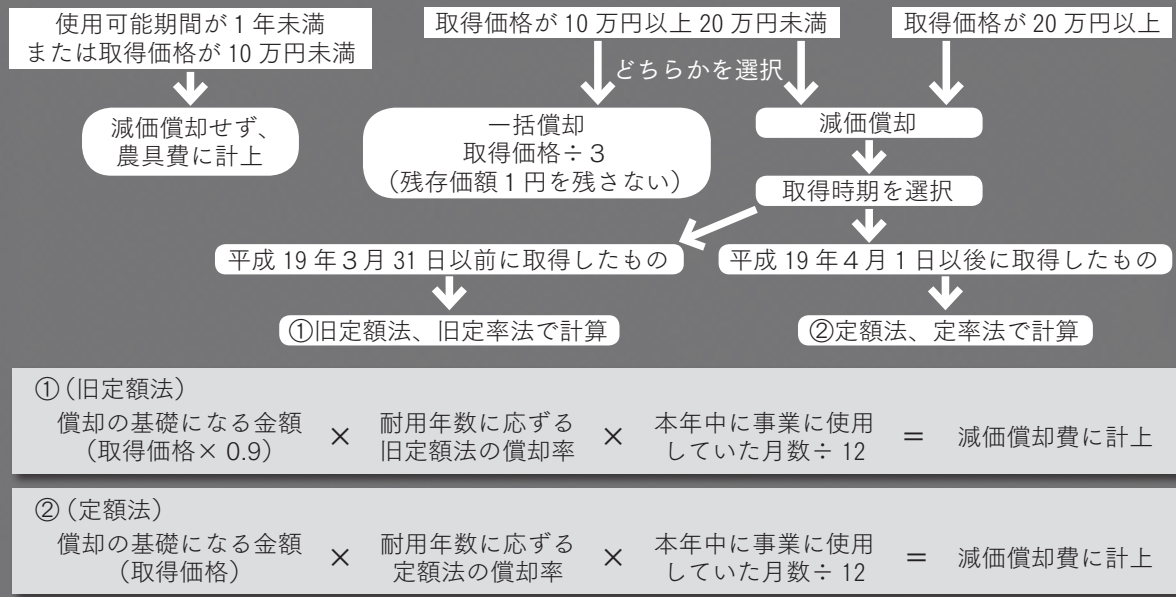 使用可能期間が1年未満
または取得価格が10万円未満
取得価格が10万円以上20万円未満
取得価格が20万円以上
どちらかを選択
減価償却せず、
農具費に計上
一括償却
取得価格÷3
（残存価額1円を残さない）
減価償却
取得時期を選択
平成19年3月31日以前に取得したもの
平成19年4月1日以後に取得したもの
①旧定額法、旧定率法で計算
②定額法、定率法で計算
①（旧定額法）
償却の基礎になる金額
（取得価格×0.9）
×
耐用年数に応ずる
旧定額法の償却率
×
本年中に事業に使用
していた月数÷12
＝
減価償却費に計上
②（定額法）
償却の基礎になる金額
（取得価格）
×
耐用年数に応ずる
定額法の償却率
×
本年中に事業に使用
していた月数÷12
＝
減価償却費に計上